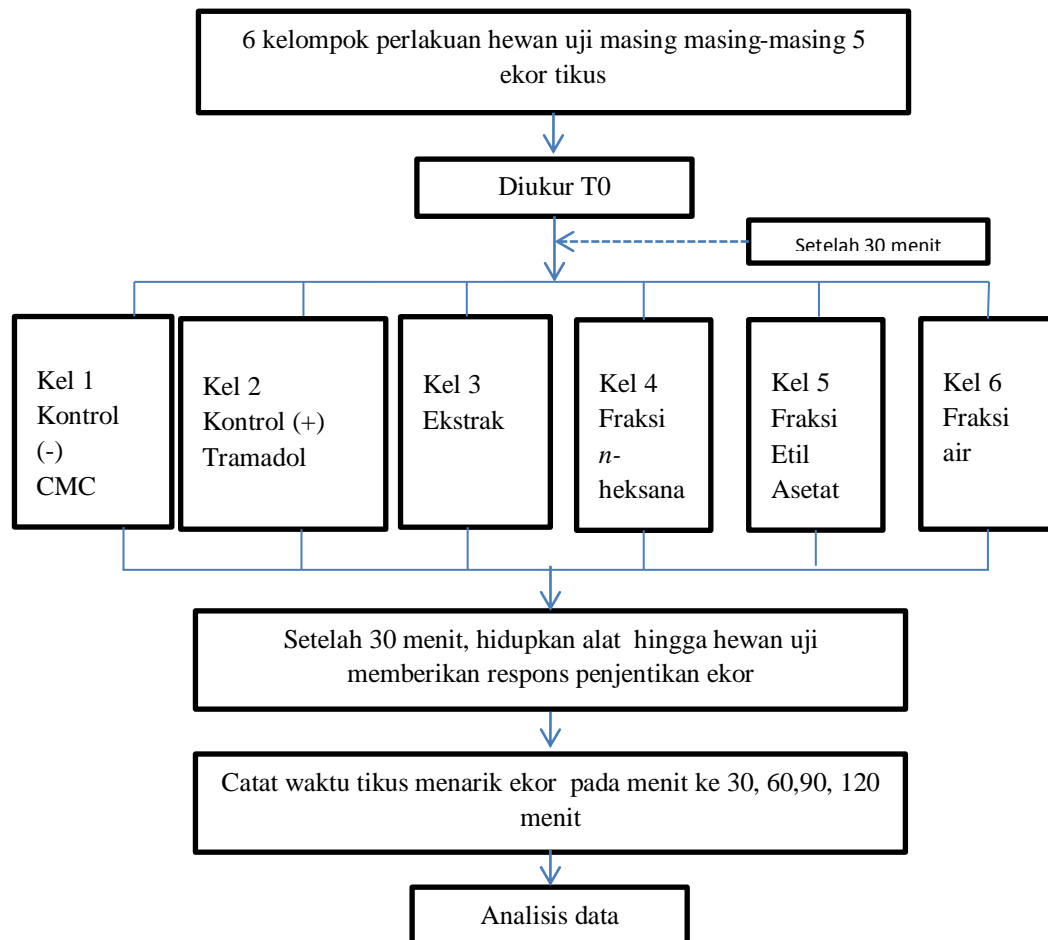 6 kelompok perlakuan hewan uji masing masing-masing 5
ekor tikus
Diukur T0
Setelah 30 menit
Kel 1
Kontrol
(-)
CMC
Kel 2
Kontrol (+)
Tramadol
Kel 3
Ekstrak
Kel 4
Fraksi
n-
heksana
Kel 5
Fraksi
Etil
Asetat
Kel 6
Fraksi
air
Setelah 30 menit, hidupkan alat hingga hewan uji
memberikan respons penjentikan ekor
Catat waktu tikus menarik ekor pada menit ke 30, 60,90, 120
menit
Analisis data